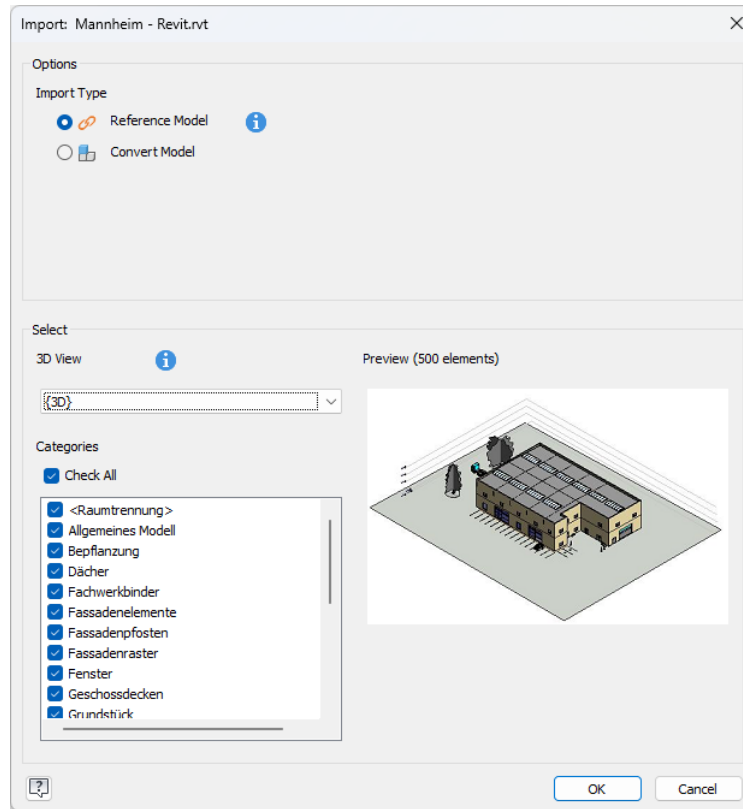 Import: Mannheim - Revit.rvt
Options
Import Type
Reference Model
Convert Model
Select
3D View
Preview (500 elements)
{3D}
Categories
Check All
<Raumtrennung>
Allgemeines Modell
Bepflanzung
Dächer
Fachwerkbinder
Fassadenelemente
Fassadenpfosten
Fassadenraster
Fenster
Geschossdecken
Grundstück
OK
Cancel